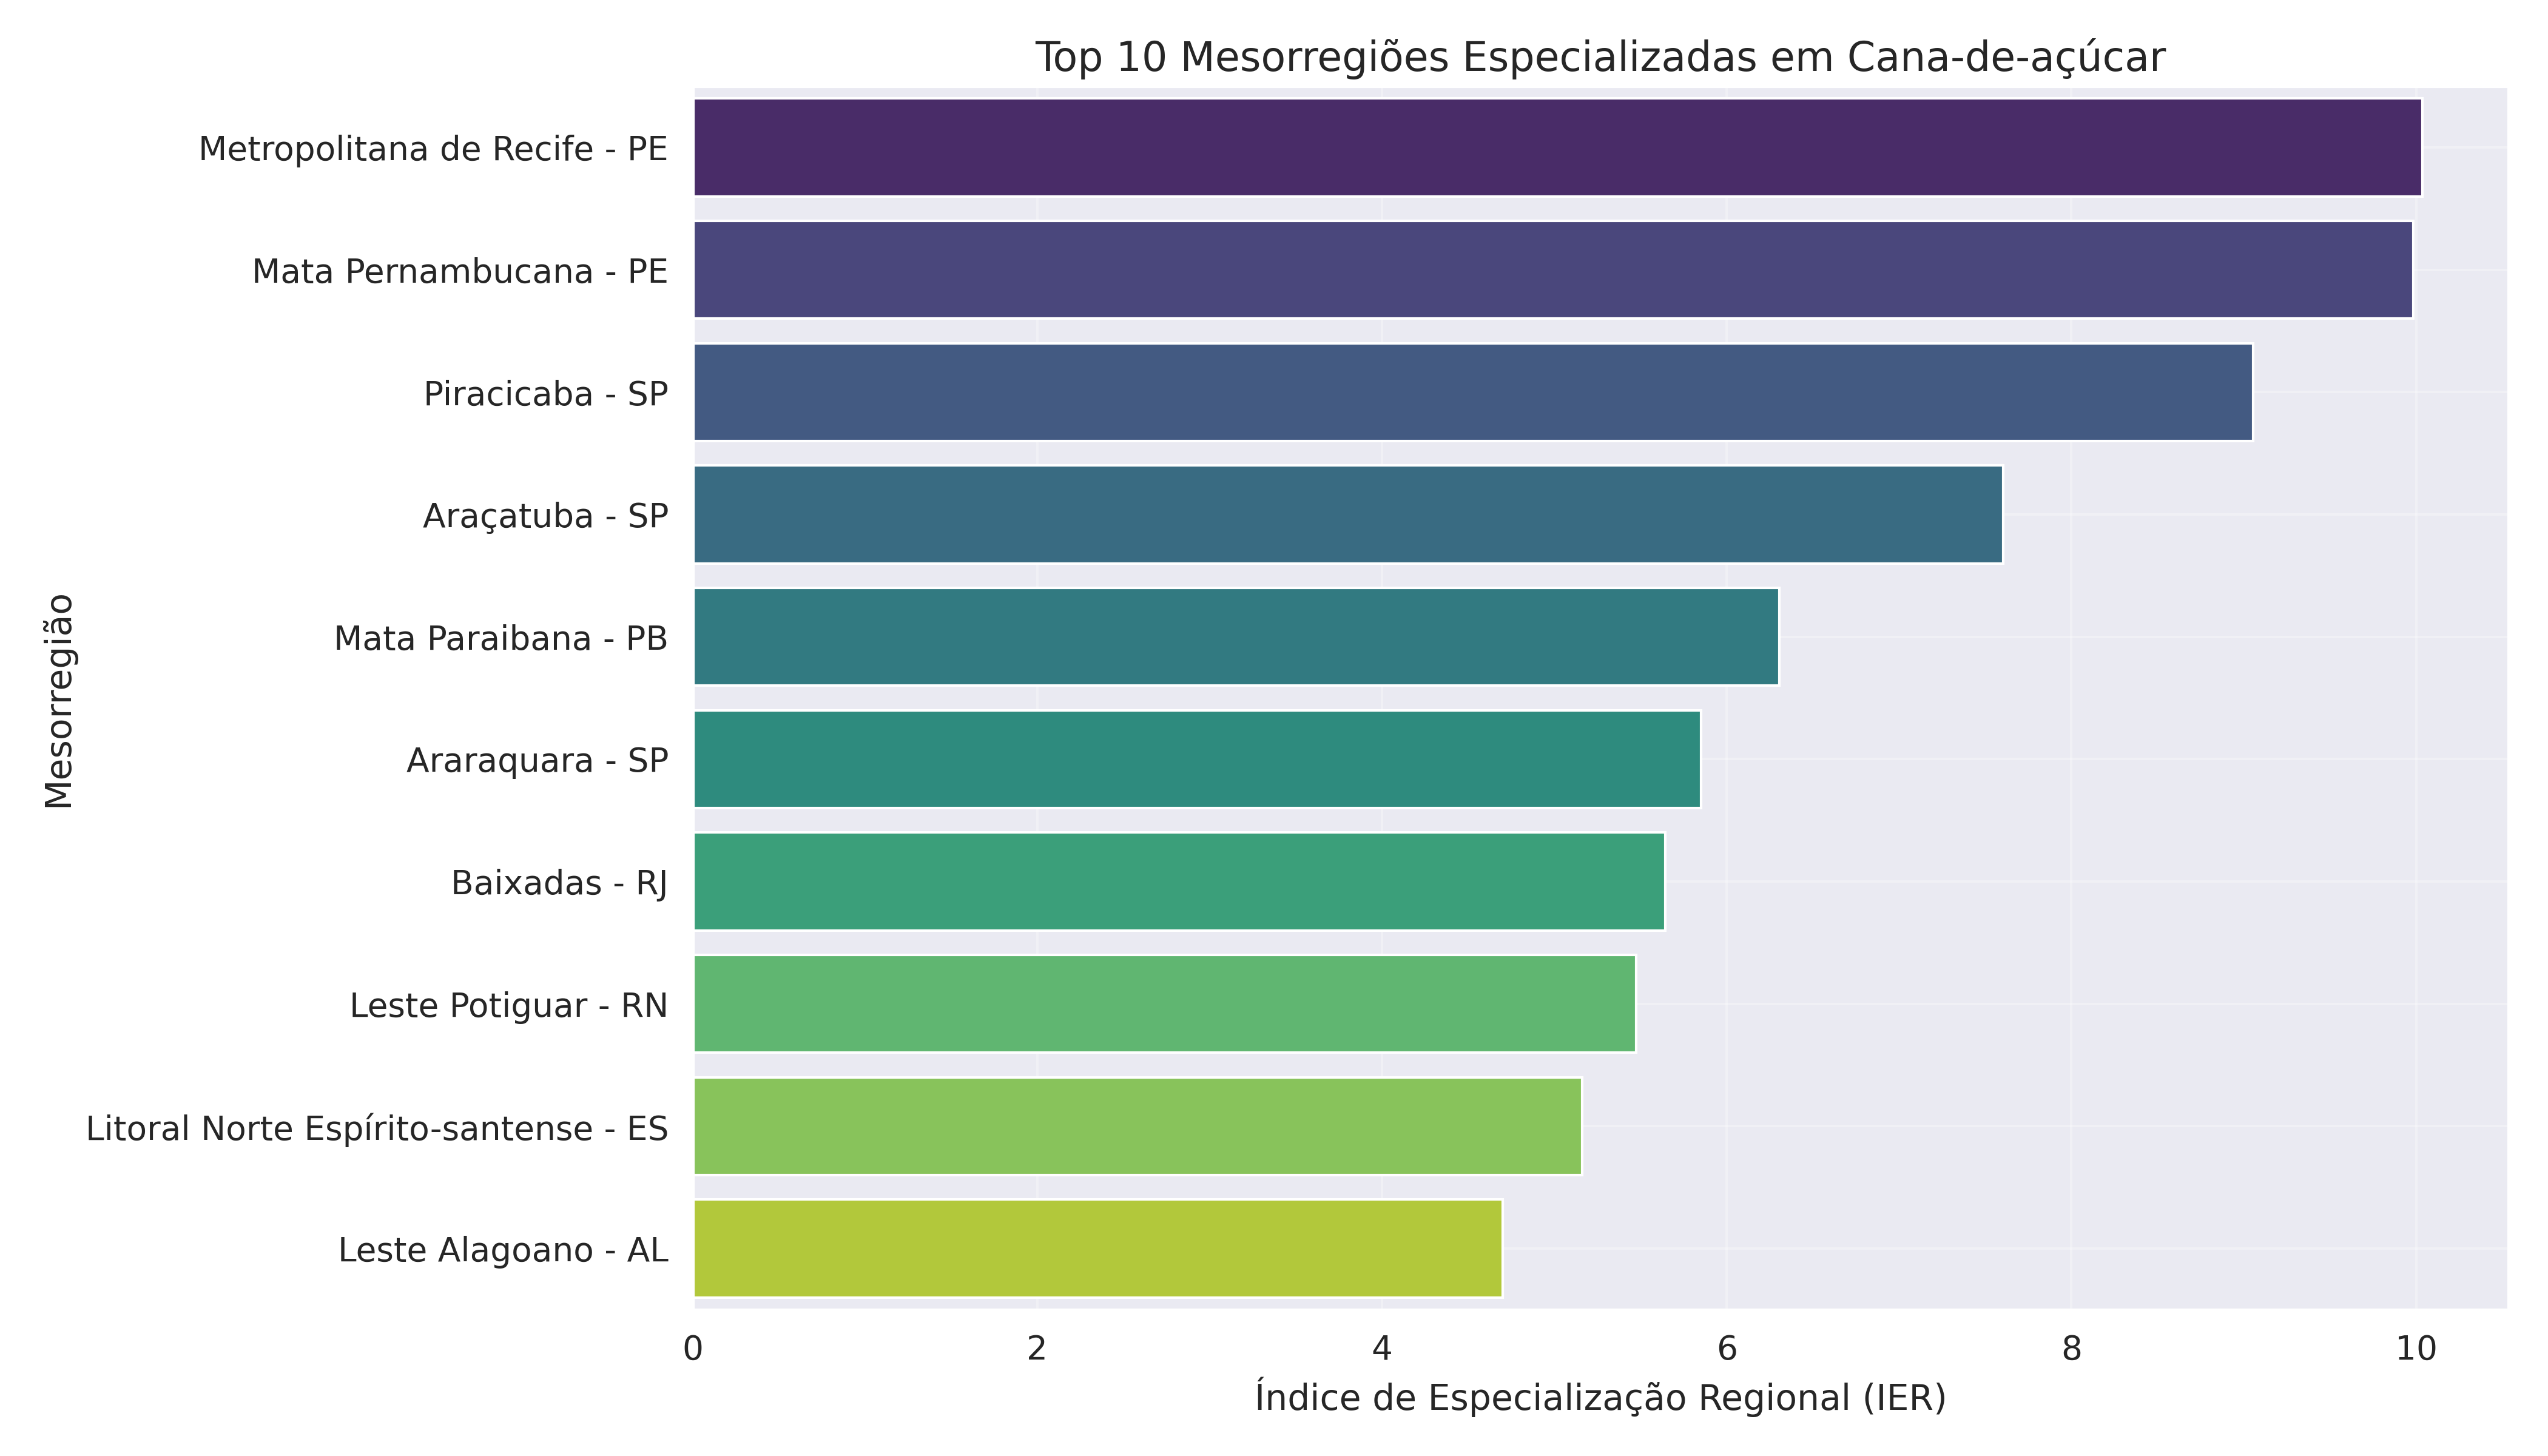 Top 10 Mesorregiões Especializadas em Cana-de-açúcar
Mesorregião
Metropolitana de Recife - PE
Mata Pernambucana - PE
Piracicaba - SP
Araçatuba - SP
Mata Paraibana - PB
Araraquara - SP
Baixadas - RJ
Leste Potiguar - RN
Litoral Norte Espírito-santense - ES
Leste Alagoano - AL
0 2 4 6 8 10
Índice de Especialização Regional (IER)